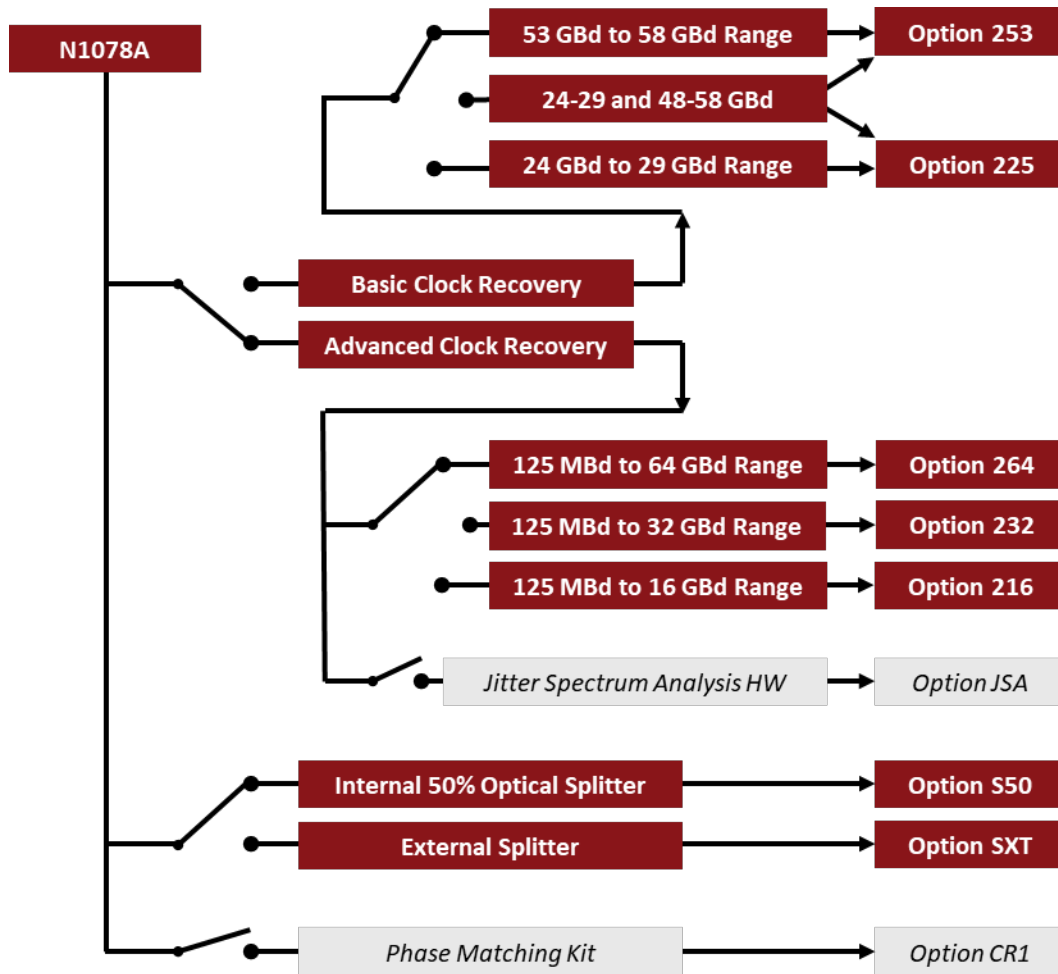 N1078A
53 GBd to 58 GBd Range
Option 253
24-29 and 48-58 GBd
24 GBd to 29 GBd Range
Option 225
Basic Clock Recovery
Advanced Clock Recovery
125 MBd to 64 GBd Range
Option 264
125 MBd to 32 GBd Range
Option 232
125 MBd to 16 GBd Range
Option 216
Jitter Spectrum Analysis HW
Option JSA
Internal 50% Optical Splitter
Option S50
External Splitter
Option SXT
Phase Matching Kit
Option CR1